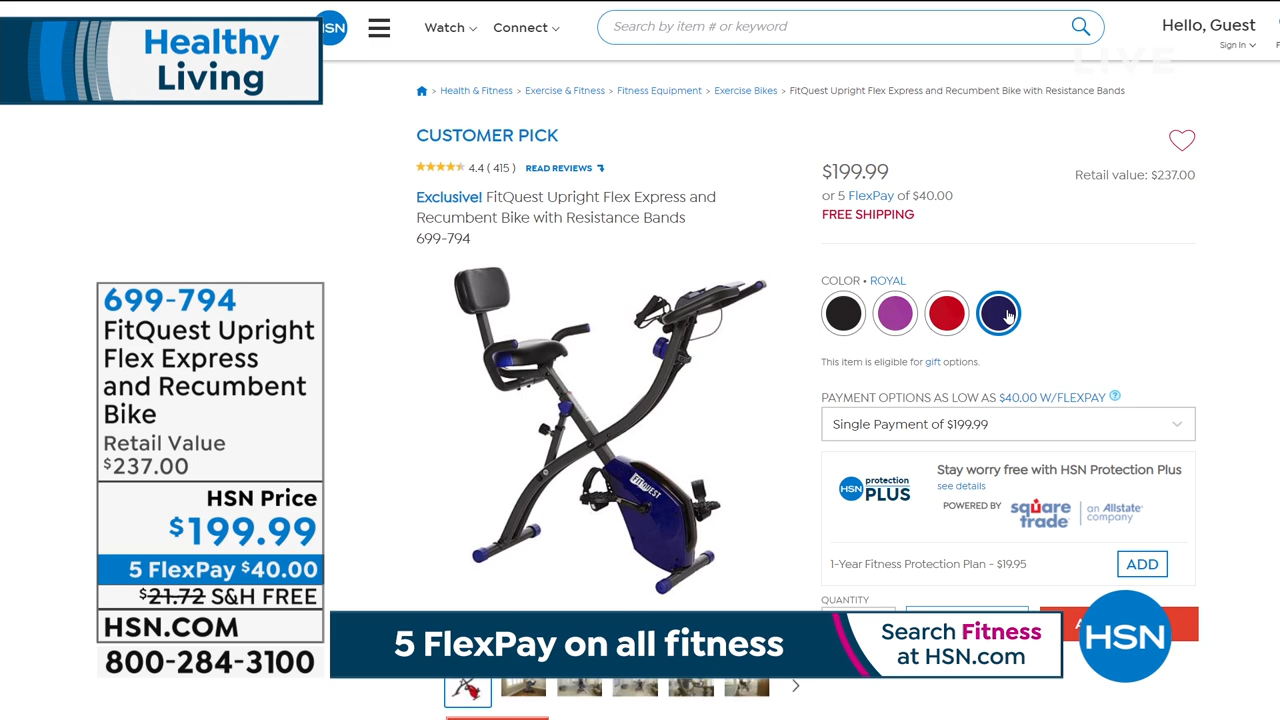 Healthy
Living
HSN
Watch
Connect
Search by item # or keyword
Hello, Guest
Sign In
LIVE
> Health & Fitness > Exercise & Fitness > Fitness Equipment > Exercise Bikes > FitQuest Upright Flex Express and Recumbent Bike with Resistance Bands
CUSTOMER PICK
4.4 ( 415 ) READ REVIEWS
Exclusive! FitQuest Upright Flex Express and
Recumbent Bike with Resistance Bands
699-794
$199.99
Retail value: $237.00
or 5 FlexPay of $40.00
FREE SHIPPING
COLOR • ROYAL
This item is eligible for gift options.
PAYMENT OPTIONS AS LOW AS $40.00 W/FLEXPAY ?
Single Payment of $199.99
HSN protection PLUS
Stay worry free with HSN Protection Plus
see details
POWERED BY square trade an Allstate company
1-Year Fitness Protection Plan - $19.95
ADD
QUANTITY
FITQUEST
699-794
FitQuest Upright
Flex Express
and Recumbent
Bike
Retail Value
$237.00
HSN Price
$199.99
5 FlexPay $40.00
$21.72 S&H FREE
HSN.COM
800-284-3100
5 FlexPay on all fitness
Search Fitness
at HSN.com
HSN